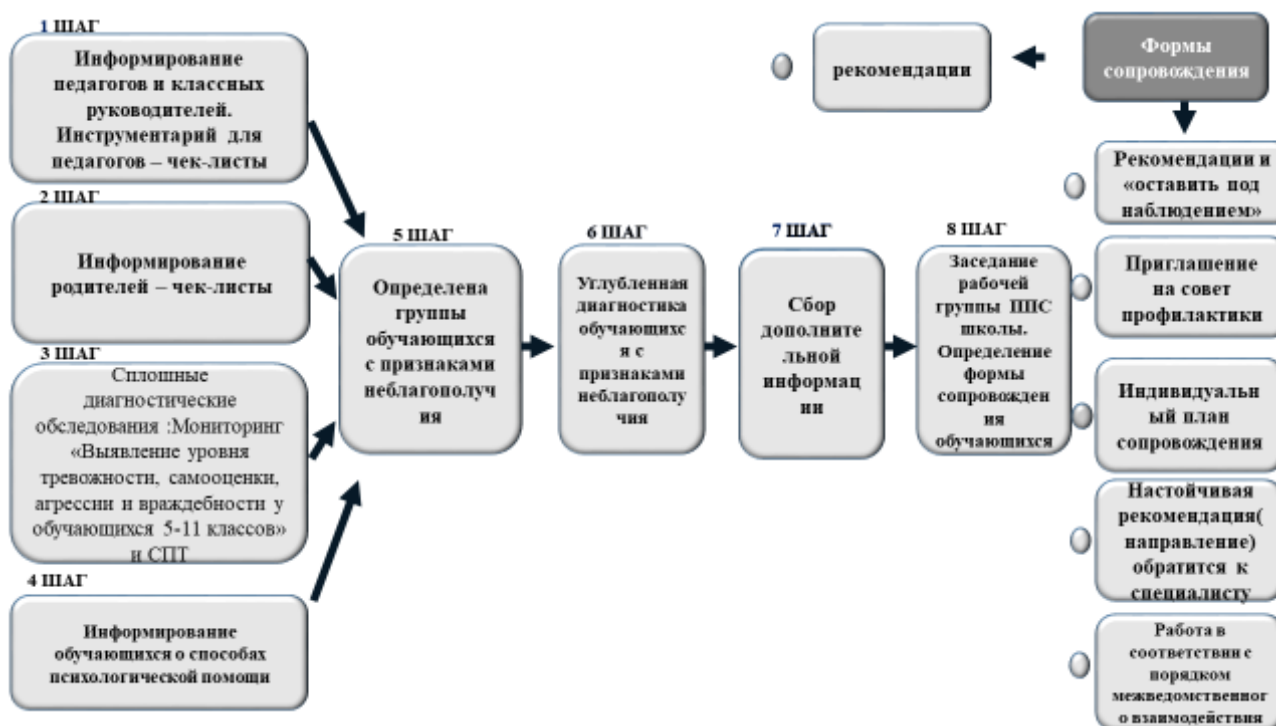 1 ШАГ
Информирование
педагогов и классных
руководителей.
Инструментарий для
педагогов – чек-листы
2 ШАГ
Информирование
родителей – чек-листы
3 ШАГ
Сплошные
диагностические
обследования :Мониторинг
«Выявление уровня
тревожности, самооценки,
агрессии и враждебности у
обучающихся 5-11 классов»
и СПТ
4 ШАГ
Информирование
обучающихся о способах
психологической помощи
5 ШАГ
Определена
группы
обучающихся
с признаками
неблагополуч
ия
6 ШАГ
Углубленная
диагностика
обучающихс
я с
признаками
неблагополу
чия
7 ШАГ
Сбор
дополните
льной
информац
ии
8 ШАГ
Заседание
рабочей
группы ППС
школы.
Определение
формы
сопровожден
ия
обучающихся
Формы
сопровождения
рекомендации
Рекомендации и
«оставить под
наблюдением»
Приглашение
на совет
профилактики
Индивидуальн
ый план
сопровождения
Настойчивая
рекомендация(
направление)
обратится к
специалисту
Работа в
соответствии с
порядком
межведомственног
о взаимодействия